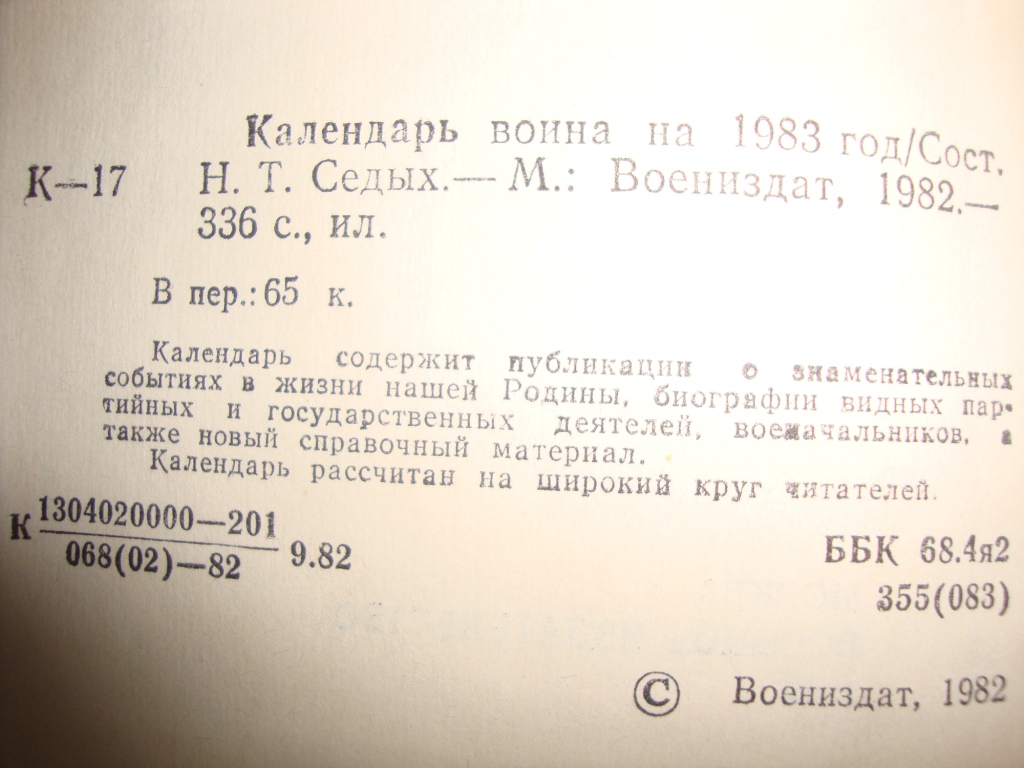 Календарь воина на 1983 год/Сост.
К—17 Н. Т. Седых.— М.: Воениздат, 1982.—
336 с., ил.
В пер.: 65 к.
Календарь содержит публикации о знаменательных
событиях в жизни нашей Родины, биографии видных пар-
тийных и государственных деятелей, военачальников, а
также новый справочный материал.
Календарь рассчитан на широкий круг читателей.
К 1304020000—201
068(02)—82 9.82
ББК 68.4я2
355(083)
© Воениздат, 1982